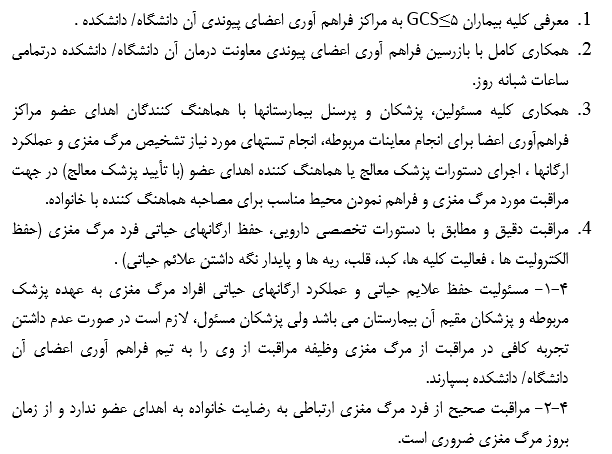 1. معرفی کلیه بیماران GCS≤۵ به مراکز فراهم آوری اعضای پیوندی آن دانشگاه/ دانشکده .
2. همکاری کامل با بازرسین فراهم آوری اعضای پیوندی معاونت درمان آن دانشگاه/ دانشکده درتمامی
ساعات شبانه روز.
3. همکاری کلیه مسئولین، پزشکان و پرسنل بیمارستانها با هماهنگ کنندگان اهدای عضو مراکز
فراهم‌آوری اعضا برای انجام معاینات مربوطه، انجام تستهای مورد نیاز تشخیص مرگ مغزی و عملکرد
ارگانها ، اجرای دستورات پزشک معالج یا هماهنگ کننده اهدای عضو (با تأیید پزشک معالج) در جهت
مراقبت مورد مرگ مغزی و فراهم نمودن محیط مناسب برای مصاحبه هماهنگ کننده با خانواده.
4. مراقبت دقیق و مطابق با دستورات تخصصی دارویی، حفظ ارگانهای حیاتی فرد مرگ مغزی (حفظ
الکترولیت ها ، فعالیت کلیه ها، کبد، قلب، ریه ها و پایدار نگه داشتن علائم حیاتی) .
۴-۱- مسئولیت حفظ علایم حیاتی و عملکرد ارگانهای حیاتی افراد مرگ مغزی به عهده پزشک
مربوطه و پزشکان مقیم آن بیمارستان می باشد ولی پزشکان مسئول، لازم است در صورت عدم داشتن
تجربه کافی در مراقبت از مرگ مغزی وظیفه مراقبت از وی را به تیم فراهم آوری اعضای آن
دانشگاه/ دانشکده بسپارند.
۴-۲- مراقبت صحیح از فرد مرگ مغزی ارتباطی به رضایت خانواده به اهدای عضو ندارد و از زمان
بروز مرگ مغزی ضروری است.